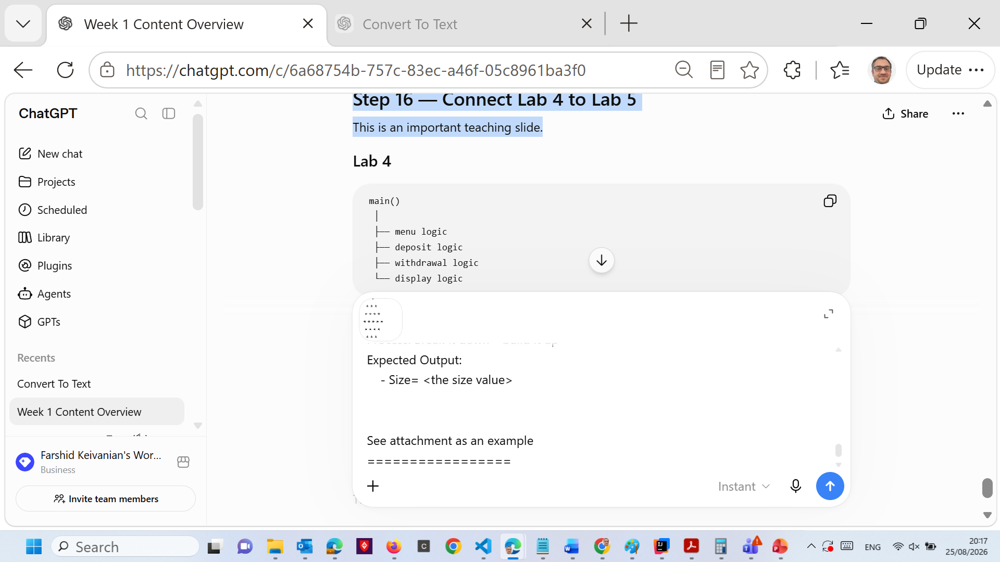 Week 1 Content Overview
Convert To Text
https://chatgpt.com/c/6a68754b-757c-83ec-a46f-05c8961ba3f0
Update
ChatGPT
New chat
Projects
Scheduled
Library
Plugins
Agents
GPTs
Recents
Convert To Text
Week 1 Content Overview
Farshid Keivanian's Wor...
Business
Invite team members
Step 16 — Connect Lab 4 to Lab 5
This is an important teaching slide.
Share
Lab 4
main()
│
├── menu logic
├── deposit logic
├── withdrawal logic
└── display logic
***
****
*****
****
***
Expected Output:
- Size= <the size value>
See attachment as an example
=================
Instant
Search
ENG
20:17
25/08/2026